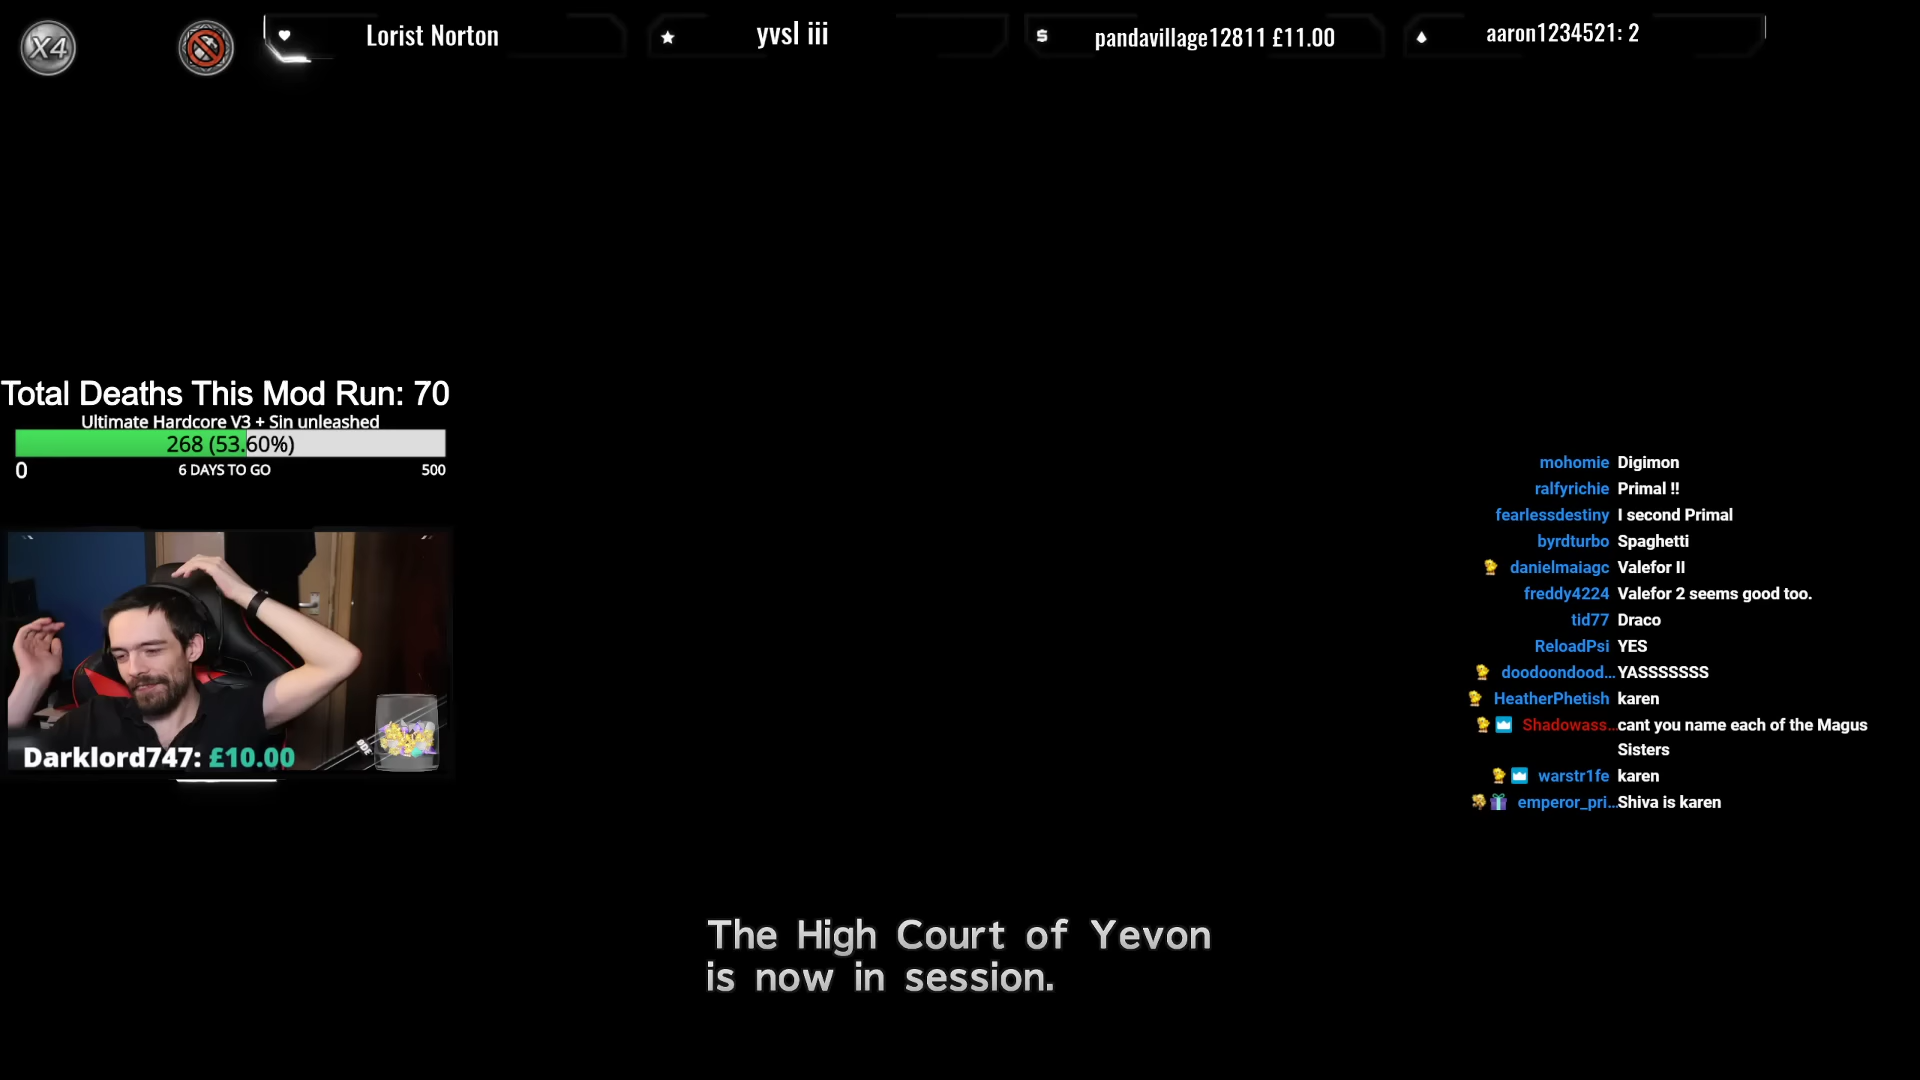 X4
Lorist Norton
yvsl iii
$
pandavillage12811 £11.00
aaron1234521: 2
Total Deaths This Mod Run: 70
Ultimate Hardcore V3 + Sin unleashed
268 (53.60%)
0
6 DAYS TO GO
500
mohomie Digimon
ralfyrichie Primal !!
fearlessdestiny I second Primal
byrdturbo Spaghetti
danielmaiagc Valefor II
freddy4224 Valefor 2 seems good too.
tid77 Draco
ReloadPsi YES
doodoondood... YASSSSSSS
HeatherPhetish karen
Shadowass... cant you name each of the Magus
Sisters
warstr1fe karen
emperor_pri... Shiva is karen
Darklord747: £10.00
The High Court of Yevon
is now in session.